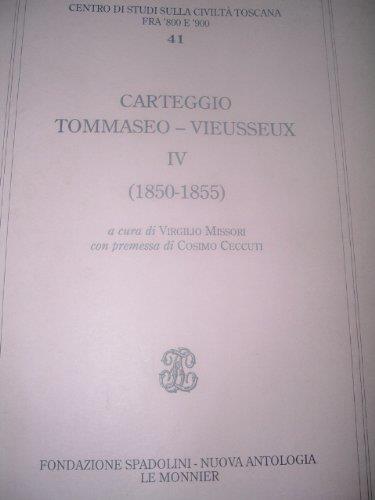 CENTRO DI STUDI SULLA CIVILTÀ TOSCANA
FRA '800 E '900
41
CARTEGGIO
TOMMASEO – VIEUSSEUX
IV
(1850-1855)
a cura di VIRGILIO MISSORI
con premessa di COSIMO CECCUTI
FONDAZIONE SPADOLINI - NUOVA ANTOLOGIA
LE MONNIER